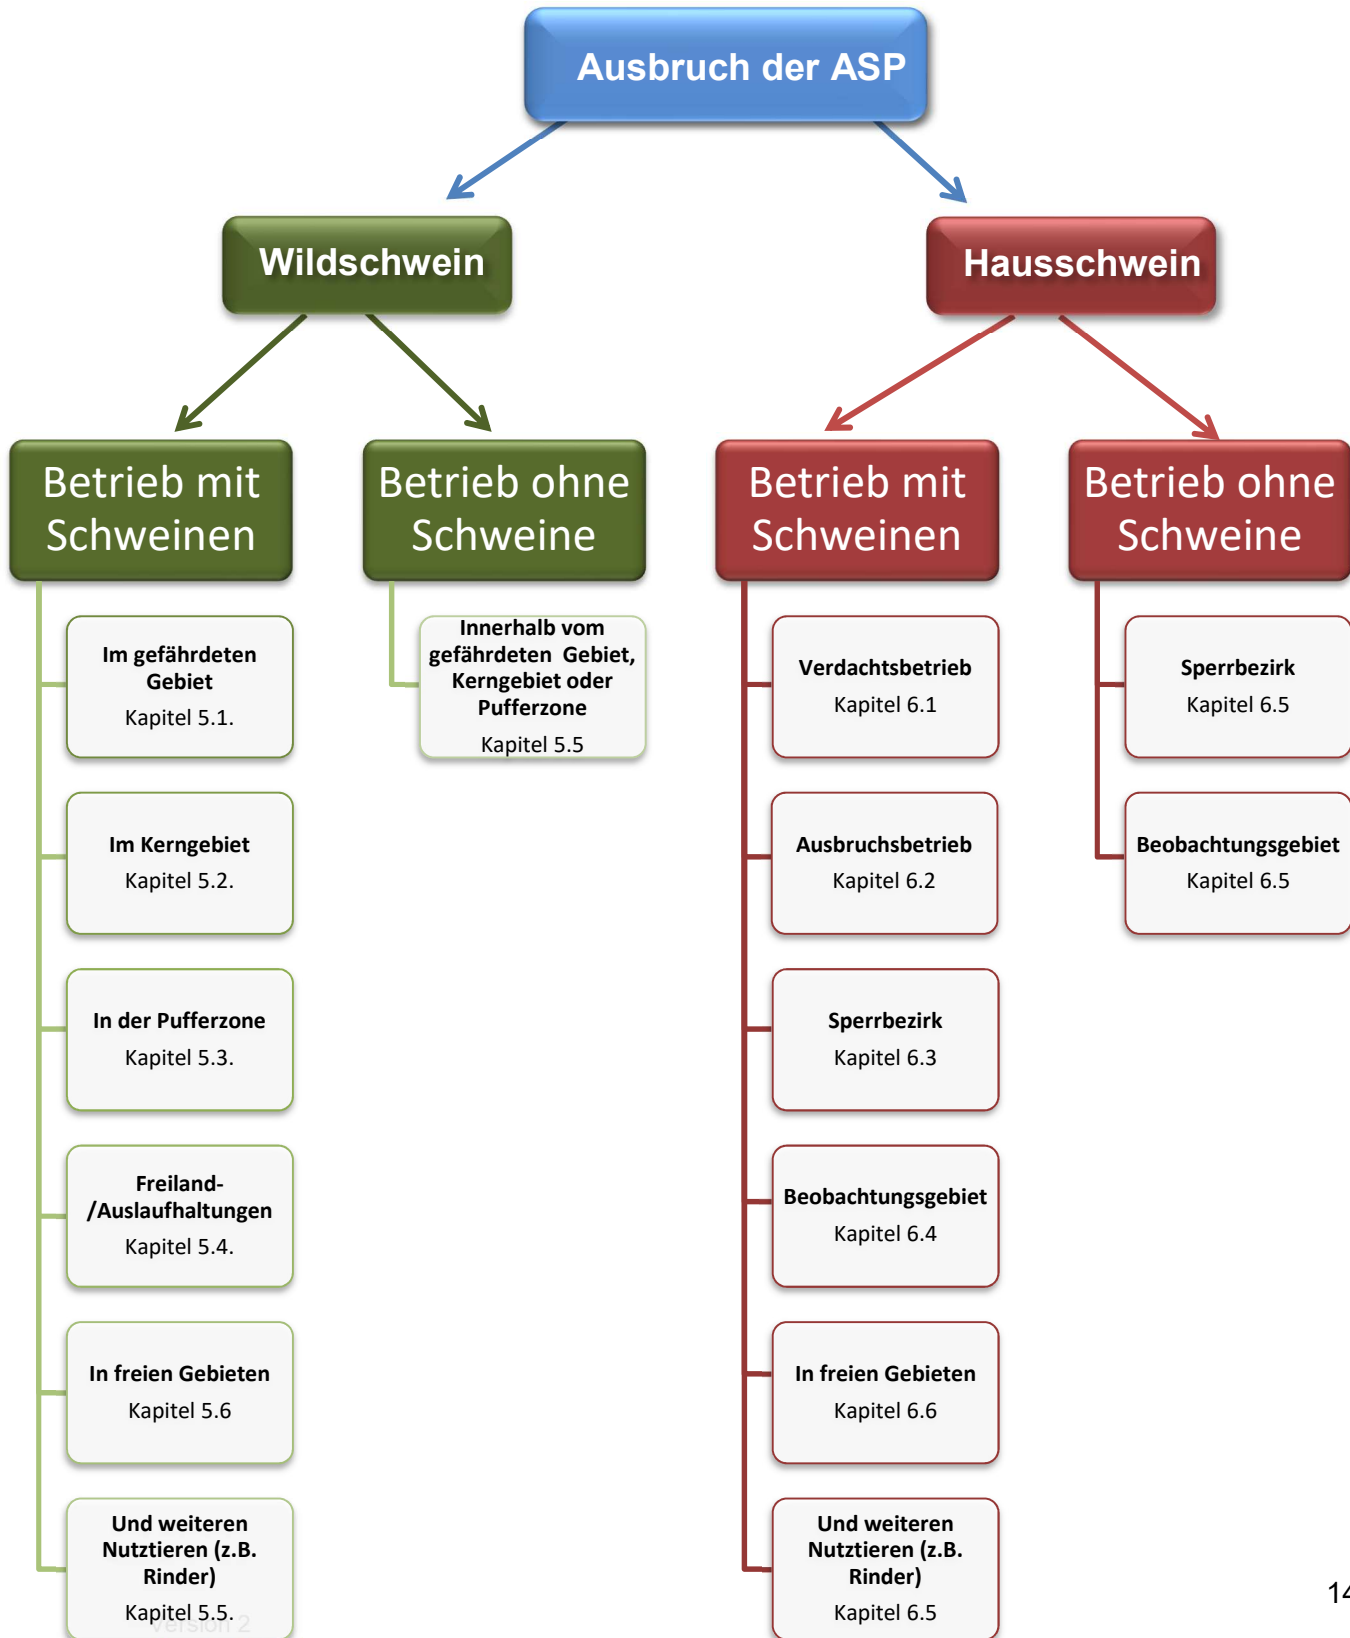 Ausbruch der ASP
Wildschwein
Hausschwein
Betrieb mit
Schweinen
Betrieb ohne
Schweine
Betrieb mit
Schweinen
Betrieb ohne
Schweine
Im gefährdeten
Gebiet
Kapitel 5.1.
Im Kerngebiet
Kapitel 5.2.
In der Pufferzone
Kapitel 5.3.
Freiland-
/Auslaufhaltungen
Kapitel 5.4.
In freien Gebieten
Kapitel 5.6
Und weiteren
Nutztieren (z.B.
Rinder)
Kapitel 5.5.
Innerhalb vom
gefährdeten Gebiet,
Kerngebiet oder
Pufferzone
Kapitel 5.5
Verdachtsbetrieb
Kapitel 6.1
Ausbruchsbetrieb
Kapitel 6.2
Sperrbezirk
Kapitel 6.3
Beobachtungsgebiet
Kapitel 6.4
In freien Gebieten
Kapitel 6.6
Und weiteren
Nutztieren (z.B.
Rinder)
Kapitel 6.5
Sperrbezirk
Kapitel 6.5
Beobachtungsgebiet
Kapitel 6.5
Version 2
14